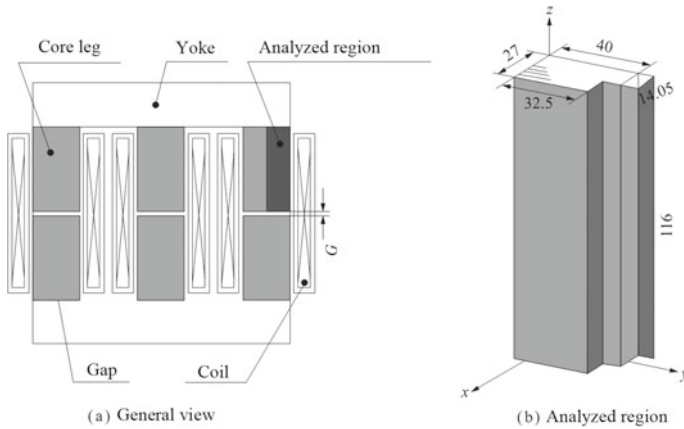 Core leg
Yoke
Analyzed region
G
Gap
Coil
(a) General view
z
27
40
32.5
14.05
116
x
y
(b) Analyzed region